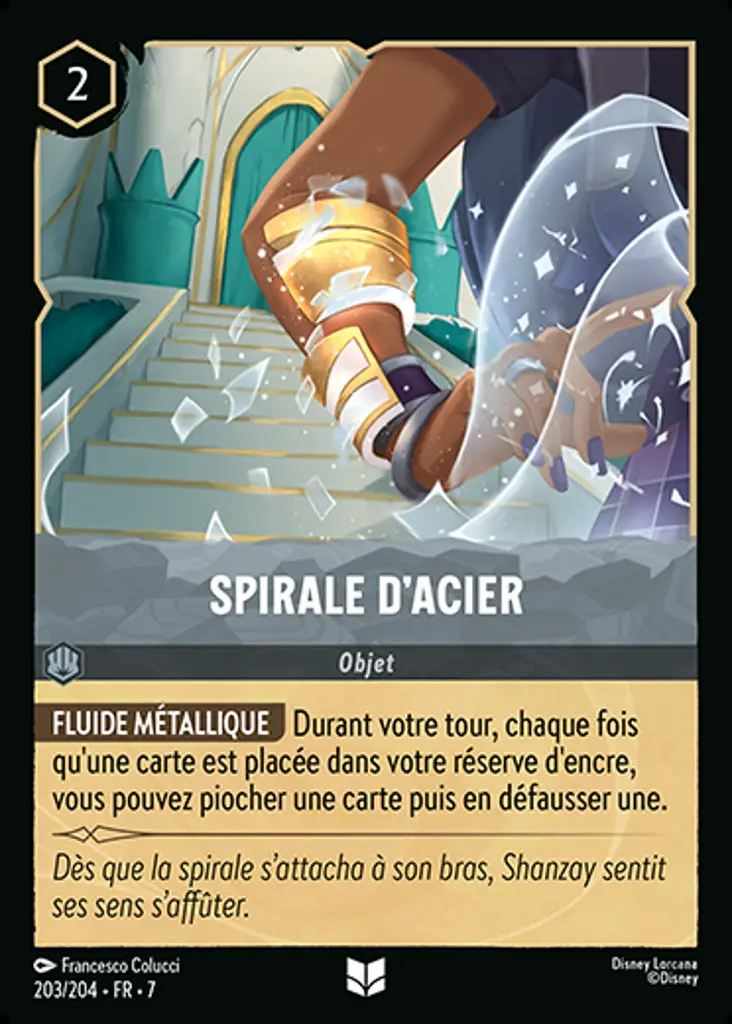 2
SPIRALE D'ACIER
Objet
FLUIDE MÉTALLIQUE Durant votre tour, chaque fois
qu'une carte est placée dans votre réserve d'encre,
vous pouvez piocher une carte puis en défausser une.
Dès que la spirale s'attacha à son bras, Shanzay sentit
ses sens s'affûter.
Francesco Colucci
203/204 • FR • 7
Disney Lorcana
©Disney